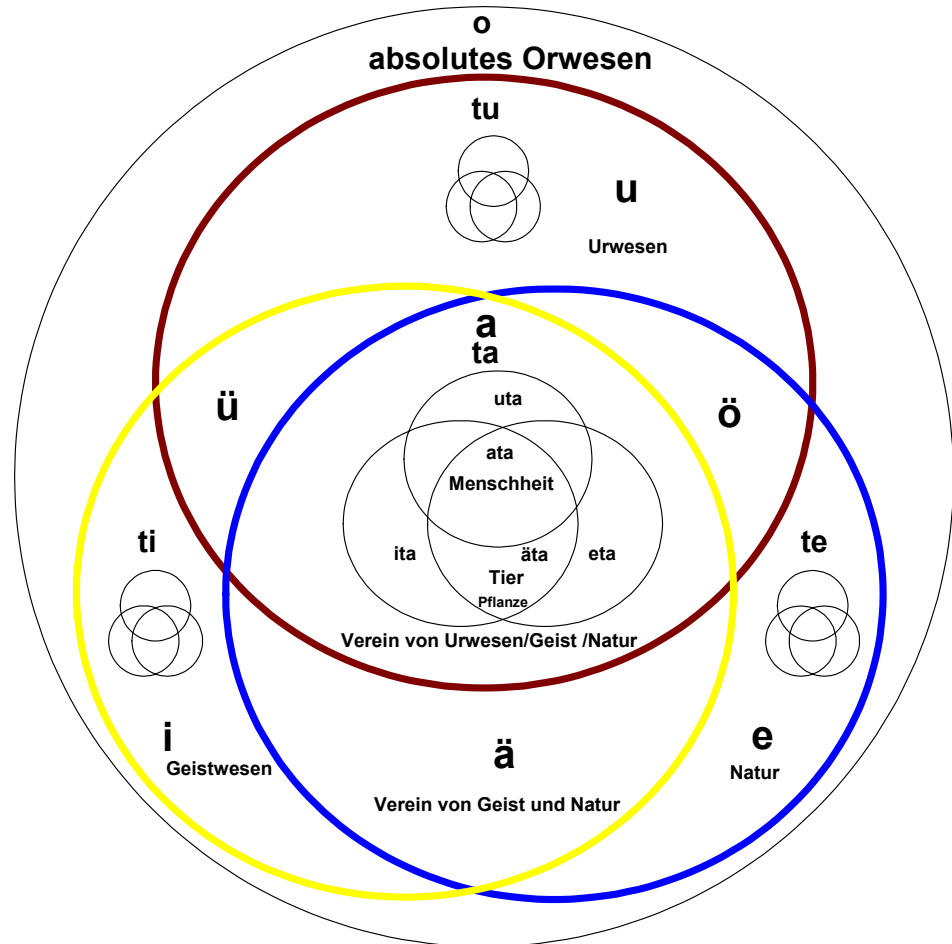 o
absolutes Orwesen
tu
u
Urwesen
a
ta
ü
ö
uta
ata
Menschheit
ti
ita
äta
eta
te
Tier
Pflanze
Verein von Urwesen/Geist /Natur
i
ä
e
Geistwesen
Natur
Verein von Geist und Natur